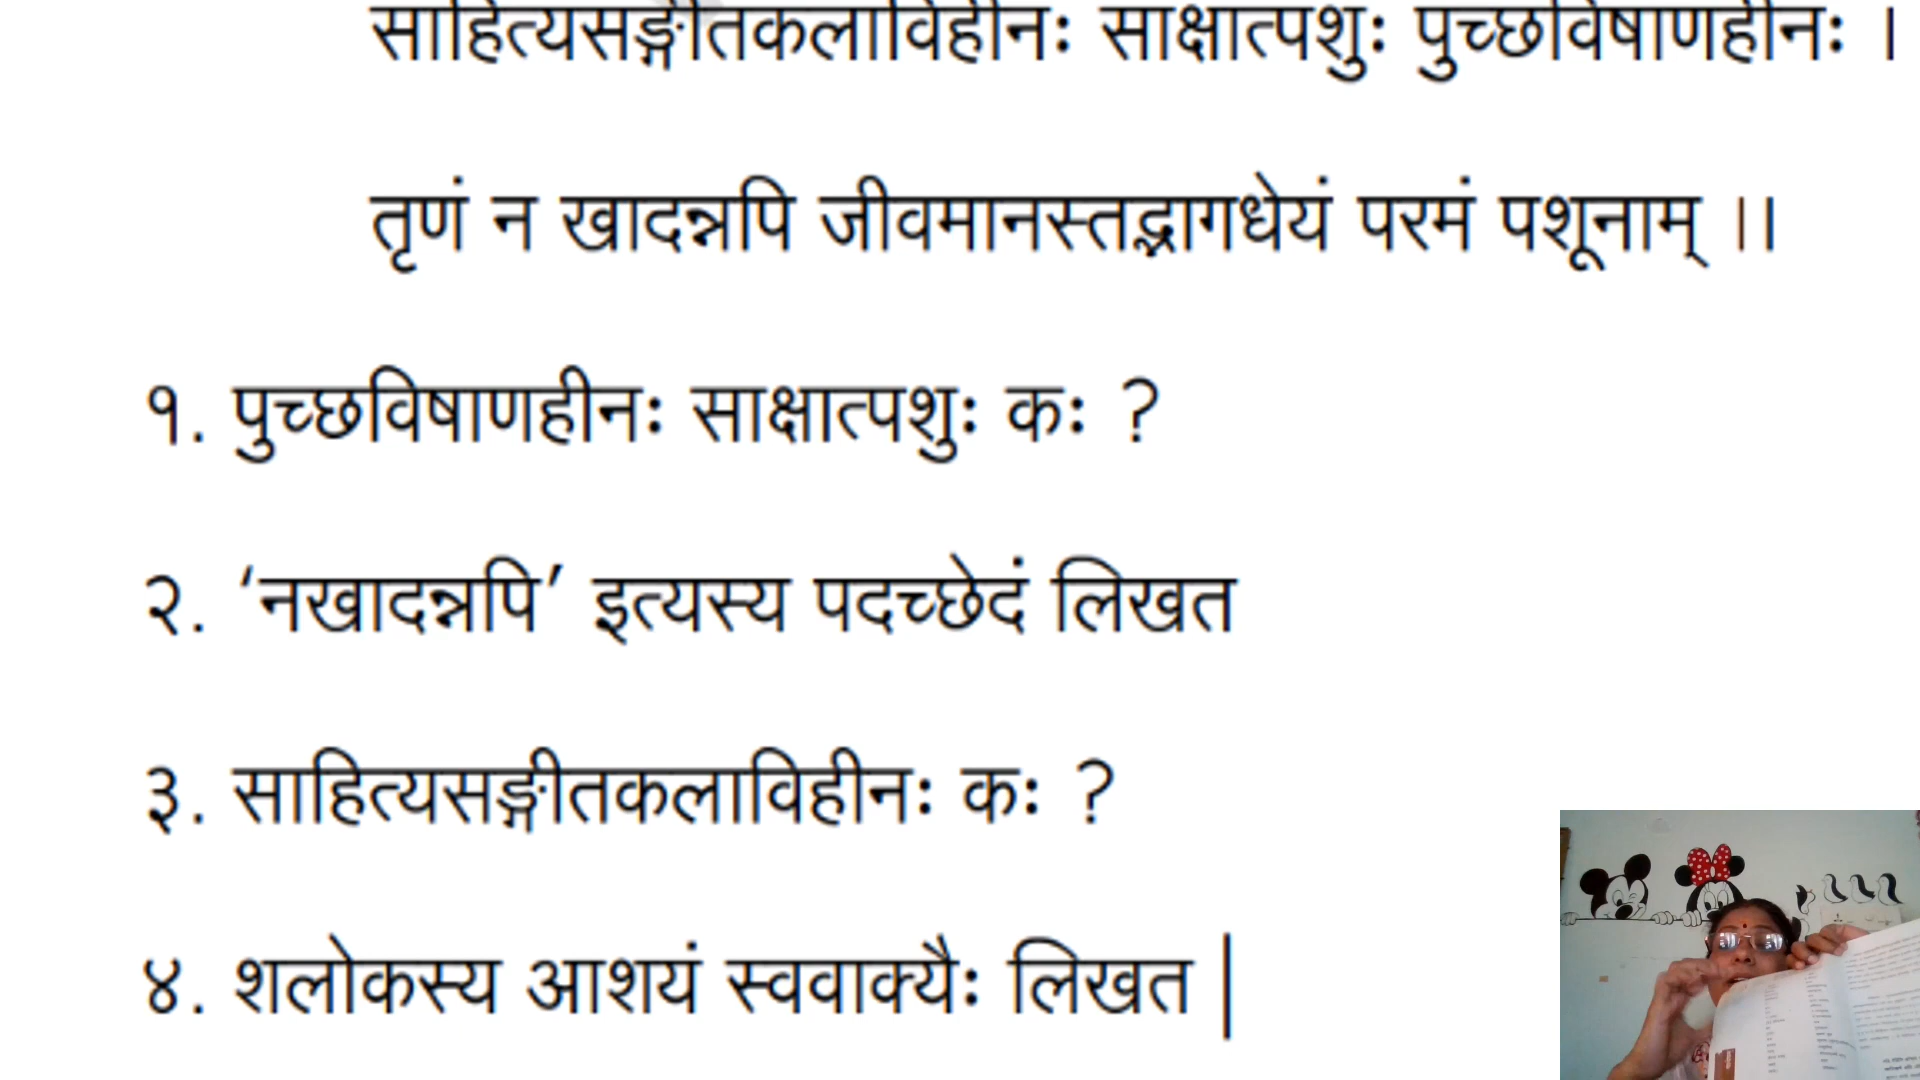 साहित्यसङ्गीतकलाविहीनः साक्षात्पशुः पुच्छविषाणहीनः ।
तृणं न खादन्नपि जीवमानस्तद्भागधेयं परमं पशूनाम् ।।
१. पुच्छविषाणहीनः साक्षात्पशुः कः ?
२. ‘नखादन्नपि’ इत्यस्य पदच्छेदं लिखत
३. साहित्यसङ्गीतकलाविहीनः कः ?
४. शलोकस्य आशयं स्ववाक्यैः लिखत